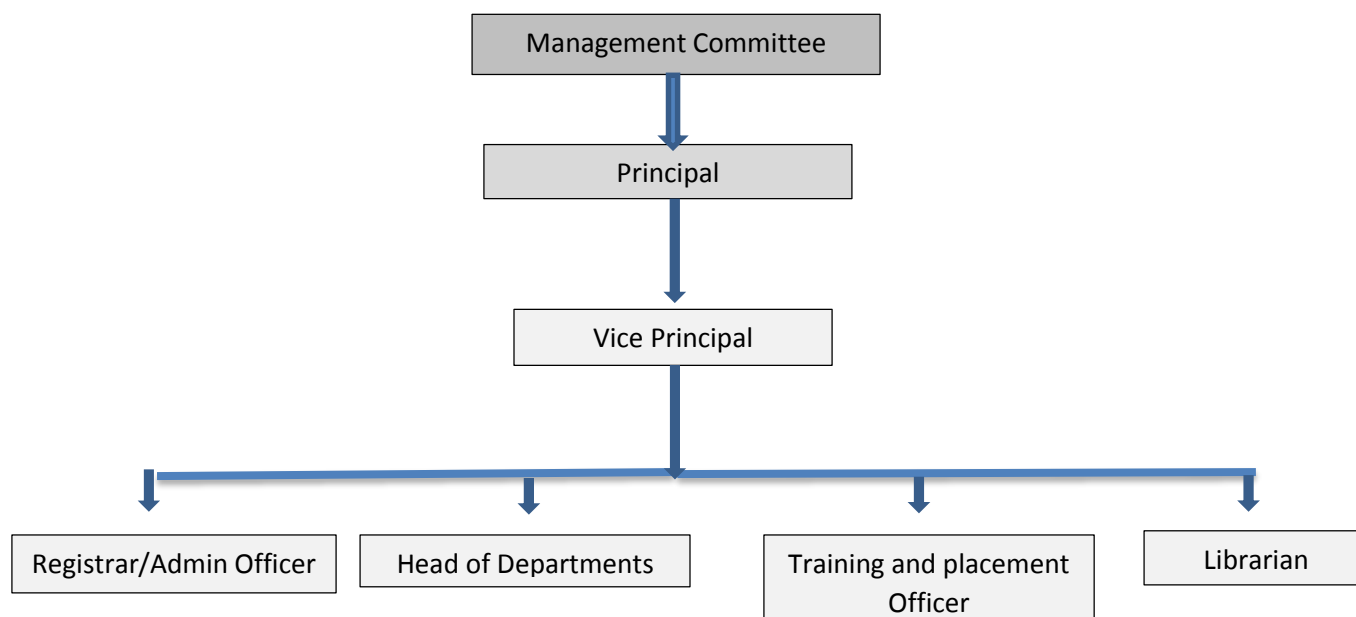 Management Committee
Principal
Vice Principal
Registrar/Admin Officer
Head of Departments
Training and placement
Officer
Librarian